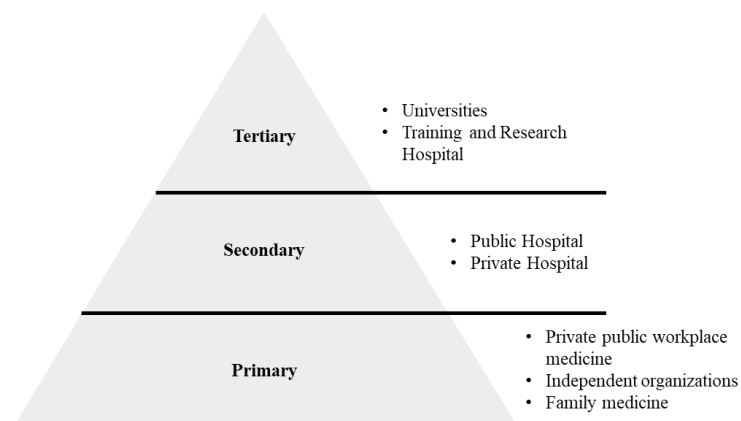 Tertiary
• Universities
• Training and Research
Hospital
Secondary
• Public Hospital
• Private Hospital
Primary
• Private public workplace
medicine
• Independent organizations
• Family medicine